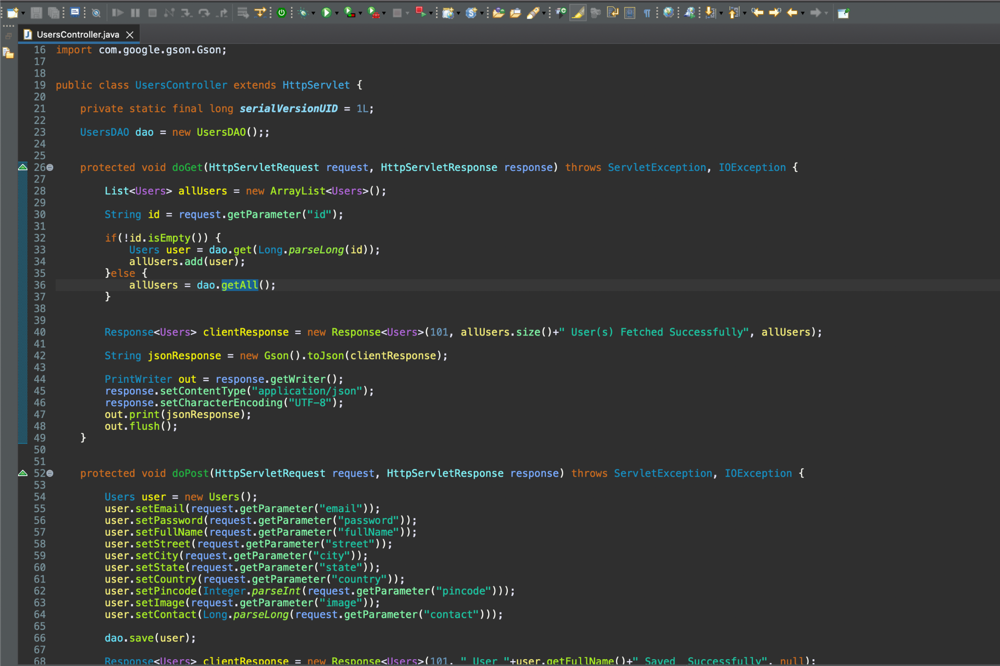 UsersController.java
16 import com.google.gson.Gson;
17
18
19 public class UsersController extends HttpServlet {
20
21     private static final long serialVersionUID = 1L;
22
23     UsersDAO dao = new UsersDAO();;
24
25
26     protected void doGet(HttpServletRequest request, HttpServletResponse response) throws ServletException, IOException {
27
28         List<Users> allUsers = new ArrayList<Users>();
29
30         String id = request.getParameter("id");
31
32         if(!id.isEmpty()) {
33             Users user = dao.get(Long.parseLong(id));
34             allUsers.add(user);
35         }else {
36             allUsers = dao.getAll();
37         }
38
39
40         Response<Users> clientResponse = new Response<Users>(101, allUsers.size()+" User(s) Fetched Successfully", allUsers);
41
42         String jsonResponse = new Gson().toJson(clientResponse);
43
44         PrintWriter out = response.getWriter();
45         response.setContentType("application/json");
46         response.setCharacterEncoding("UTF-8");
47         out.print(jsonResponse);
48         out.flush();
49     }
50
51
52     protected void doPost(HttpServletRequest request, HttpServletResponse response) throws ServletException, IOException {
53
54         Users user = new Users();
55         user.setEmail(request.getParameter("email"));
56         user.setPassword(request.getParameter("password"));
57         user.setFullName(request.getParameter("fullName"));
58         user.setStreet(request.getParameter("street"));
59         user.setCity(request.getParameter("city"));
60         user.setState(request.getParameter("state"));
61         user.setCountry(request.getParameter("country"));
62         user.setPincode(Integer.parseInt(request.getParameter("pincode")));
63         user.setImage(request.getParameter("image"));
64         user.setContact(Long.parseLong(request.getParameter("contact")));
65
66         dao.save(user);
67
68         Response<Users> clientResponse = new Response<Users>(101, " User "+user.getFullName()+" Saved  Successfully", null);